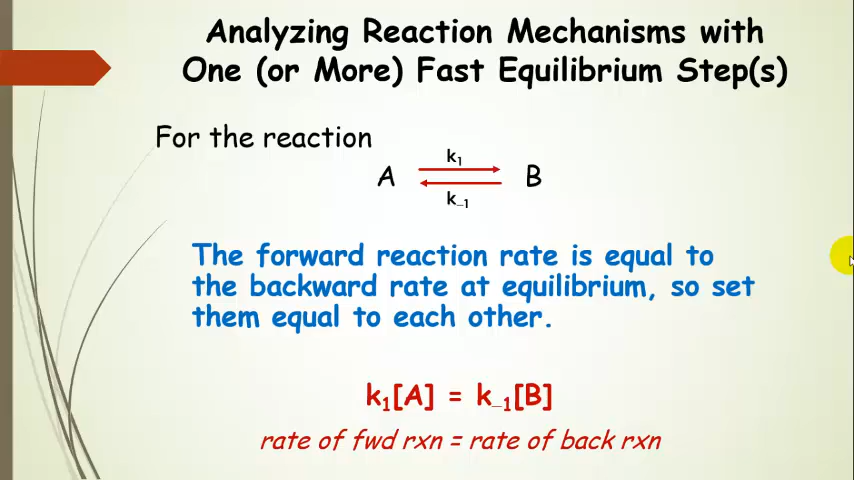 Analyzing Reaction Mechanisms with
One (or More) Fast Equilibrium Step(s)
For the reaction
k₁
A B
k₋₁
The forward reaction rate is equal to
the backward rate at equilibrium, so set
them equal to each other.
k₁[A] = k₋₁[B]
rate of fwd rxn = rate of back rxn